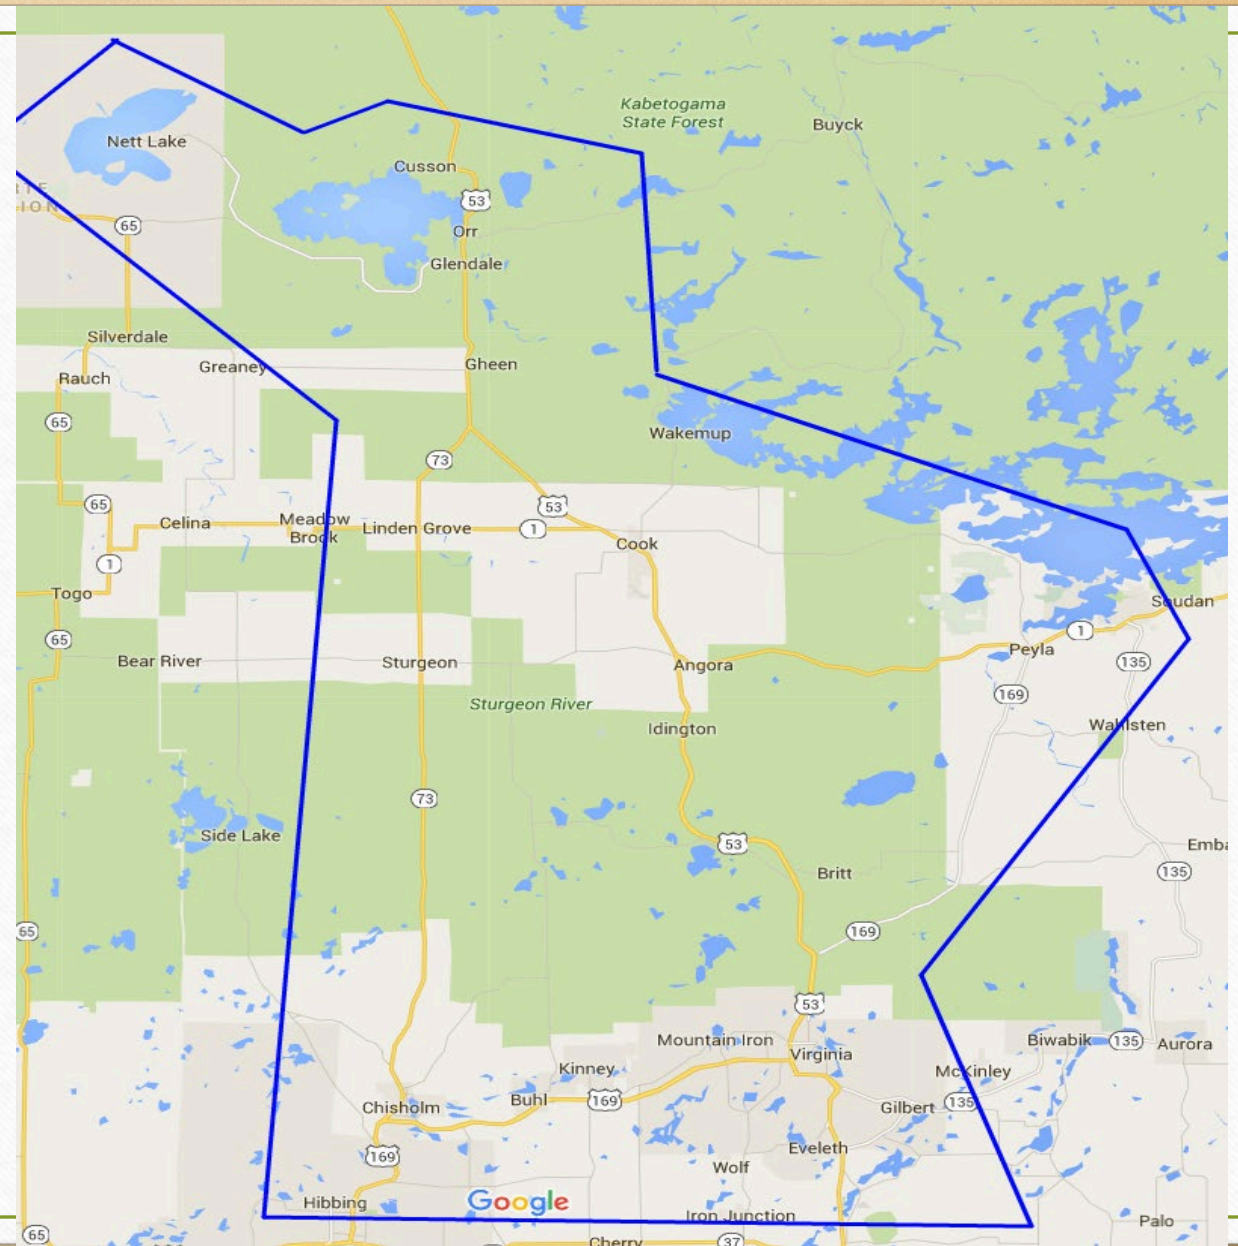 Kabetogama
State Forest
Buyck
Nett Lake
Cusson
53
65
Orr
Glendale
Silverdale
Greaney
Gheen
Rauch
65
Wakemup
73
65
53
Celina
Meadow
Brook
Linden Grove
1
Cook
1
Togo
Soudan
65
1
Peyla
Bear River
Sturgeon
Angora
135
169
Sturgeon River
Idington
Wahlsten
73
Side Lake
53
Emba
Britt
135
65
169
53
Mountain Iron
Virginia
Biwabik
135
Aurora
Kinney
McKinley
Chisholm
Buhl
169
Gilbert
135
169
Eveleth
Wolf
Hibbing
Google
Iron Junction
Palo
65
Cherry
37